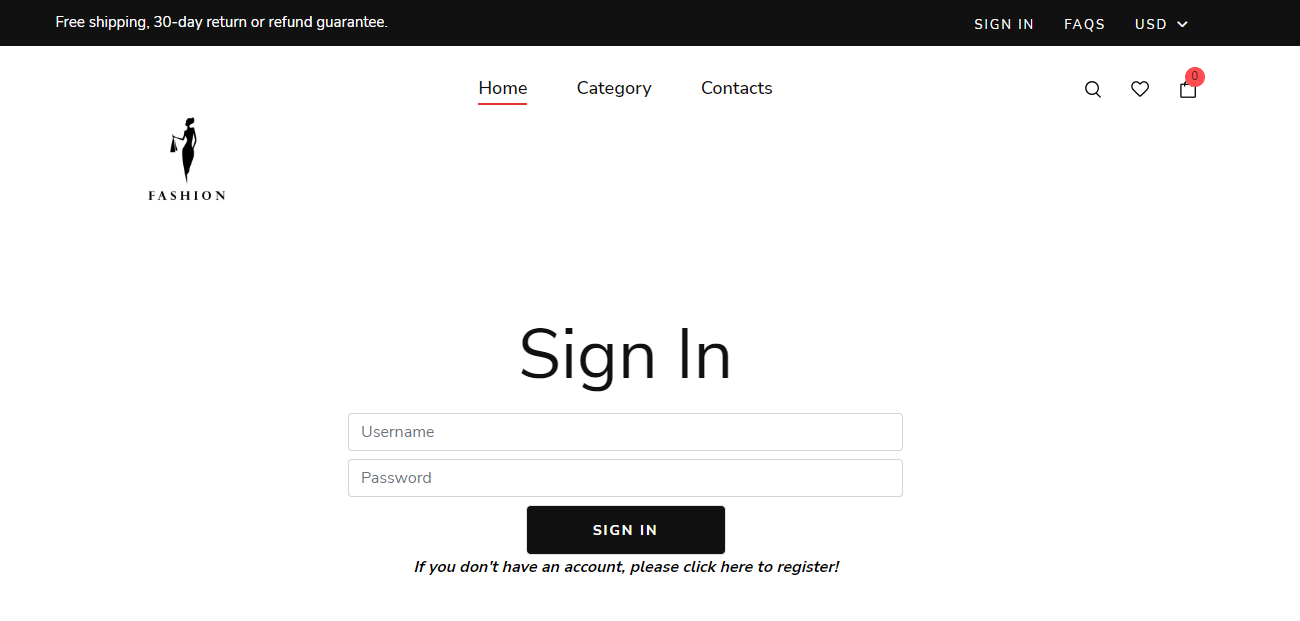 Free shipping, 30-day return or refund guarantee.
SIGN IN FAQS USD
Home Category Contacts
0
FASHION
Sign In
Username
Password
SIGN IN
If you don't have an account, please click here to register!